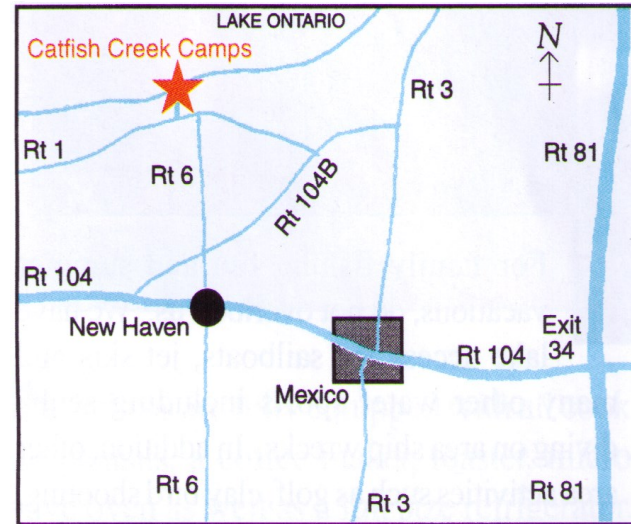 LAKE ONTARIO
Catfish Creek Camps
N
Rt 3
Rt 1
Rt 6
Rt 104B
Rt 81
Rt 104
New Haven
Mexico
Rt 104
Exit
34
Rt 6
Rt 3
Rt 81